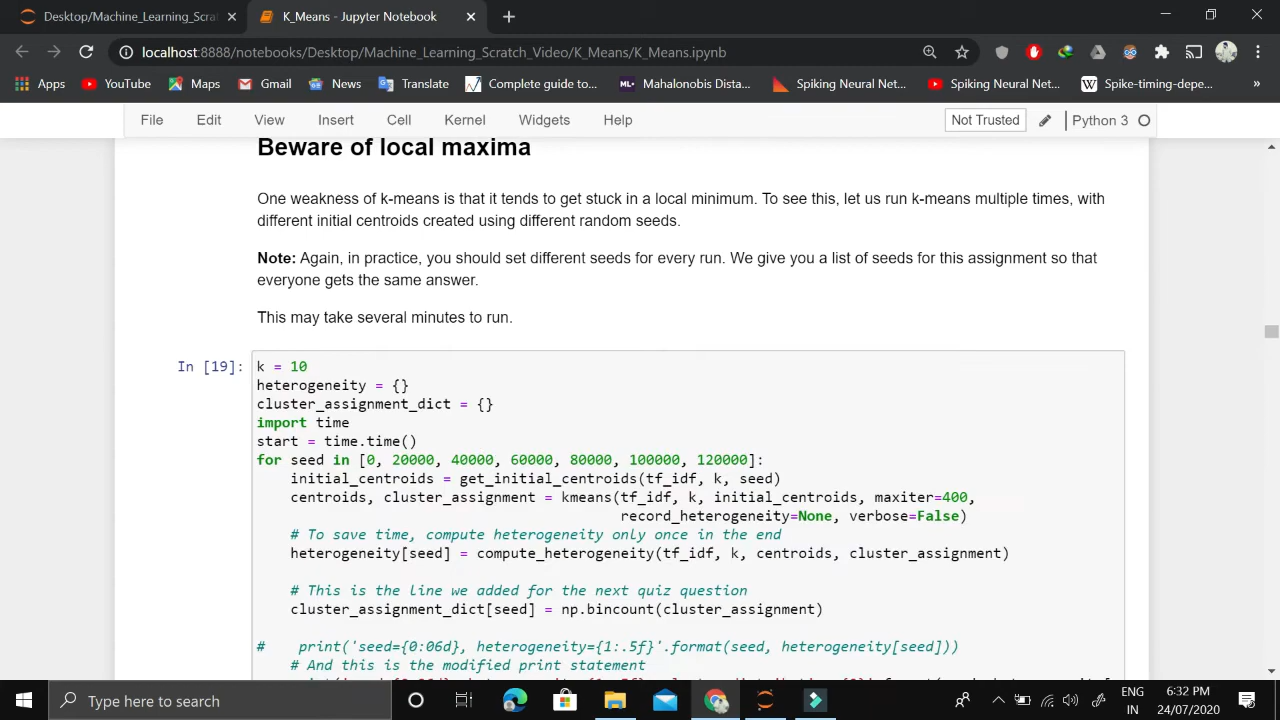 Desktop/Machine_Learning_Scrat
K_Means - Jupyter Notebook
localhost:8888/notebooks/Desktop/Machine_Learning_Scratch_Video/K_Means/K_Means.ipynb
Apps YouTube Maps Gmail News Translate Complete guide to... ML+ Mahalonobis Dista... Spiking Neural Net... Spiking Neural Net... W Spike-timing-depe... »
File Edit View Insert Cell Kernel Widgets Help Not Trusted Python 3
Beware of local maxima
One weakness of k-means is that it tends to get stuck in a local minimum. To see this, let us run k-means multiple times, with
different initial centroids created using different random seeds.
Note: Again, in practice, you should set different seeds for every run. We give you a list of seeds for this assignment so that
everyone gets the same answer.
This may take several minutes to run.
In [19]: k = 10
heterogeneity = {}
cluster_assignment_dict = {}
import time
start = time.time()
for seed in [0, 20000, 40000, 60000, 80000, 100000, 120000]:
initial_centroids = get_initial_centroids(tf_idf, k, seed)
centroids, cluster_assignment = kmeans(tf_idf, k, initial_centroids, maxiter=400,
record_heterogeneity=None, verbose=False)
# To save time, compute heterogeneity only once in the end
heterogeneity[seed] = compute_heterogeneity(tf_idf, k, centroids, cluster_assignment)
# This is the line we added for the next quiz question
cluster_assignment_dict[seed] = np.bincount(cluster_assignment)
# print('seed={0:06d}, heterogeneity={1:.5f}'.format(seed, heterogeneity[seed]))
# And this is the modified print statement
Type here to search
ENG 6:32 PM
IN 24/07/2020